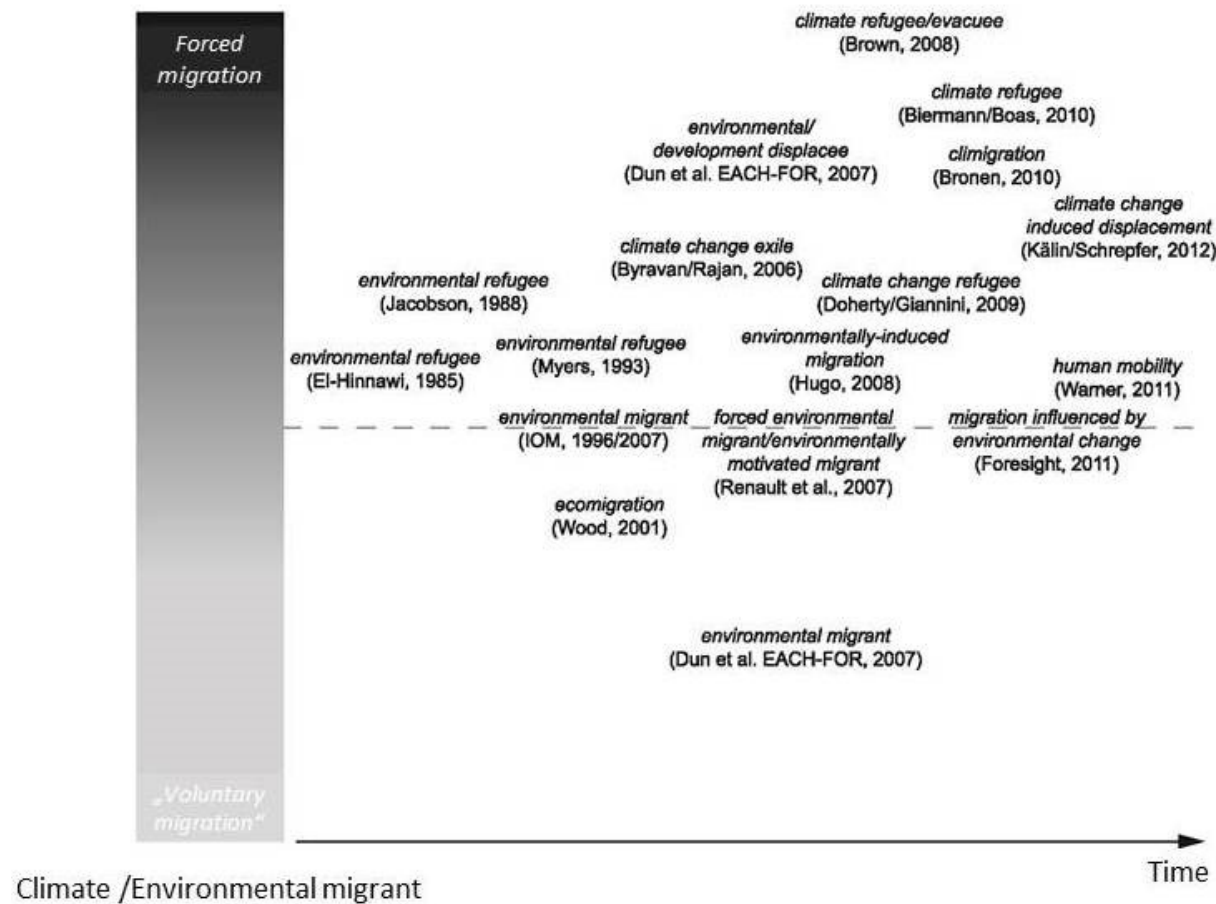 Forced
migration
climate refugee/evacuee
(Brown, 2008)
climate refugee
(Biermann/Boas, 2010)
environmental/
development displacee
(Dun et al. EACH-FOR, 2007)
climigration
(Bronen, 2010)
climate change
induced displacement
(Kälin/Schrepfer, 2012)
climate change exile
(Byravan/Rajan, 2006)
environmental refugee
(Jacobson, 1988)
climate change refugee
(Doherty/Giannini, 2009)
environmental refugee
(El-Hinnawi, 1985)
environmental refugee
(Myers, 1993)
environmentally-induced
migration
(Hugo, 2008)
human mobility
(Warner, 2011)
environmental migrant
(IOM, 1996/2007)
forced environmental
migrant/environmentally
motivated migrant
(Renault et al., 2007)
migration influenced by
environmental change
(Foresight, 2011)
ecomigration
(Wood, 2001)
environmental migrant
(Dun et al. EACH-FOR, 2007)
„Voluntary
migration“
Time
Climate /Environmental migrant